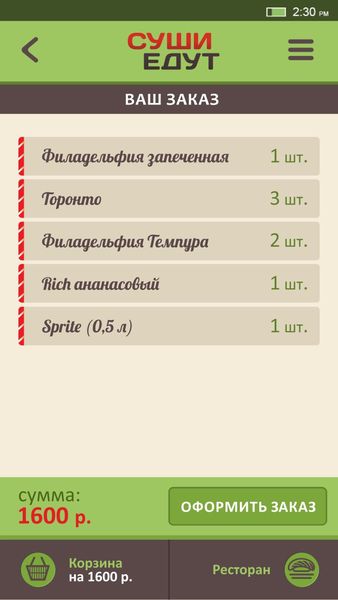 2:30 PM
СУШИ
ЕДУТ
ВАШ ЗАКАЗ
Филадельфия запеченная 1 шт.
Торонто 3 шт.
Филадельфия Темпура 2 шт.
Rich ананасовый 1 шт.
Sprite (0,5 л) 1 шт.
сумма:
1600 р.
ОФОРМИТЬ ЗАКАЗ
Корзина
на 1600 р.
Ресторан